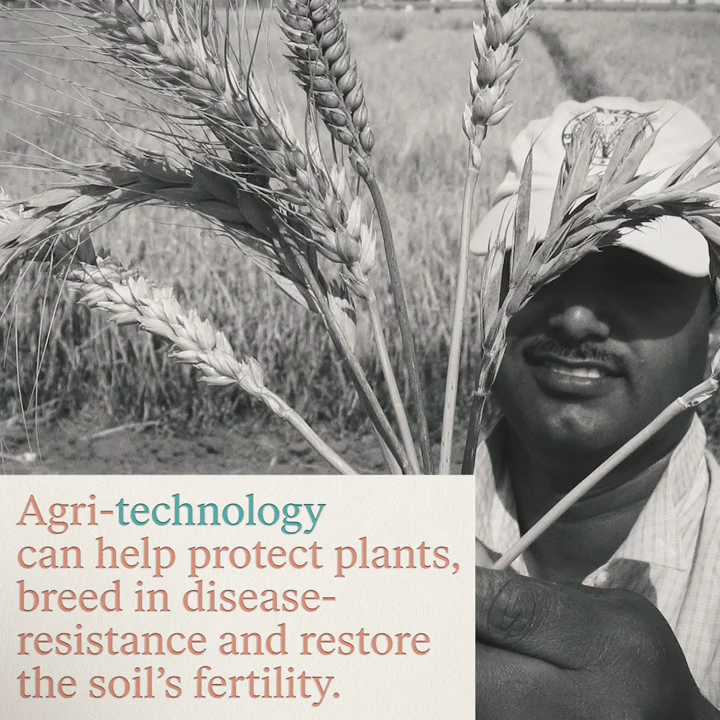 Agri-technology
can help protect plants,
breed in disease-
resistance and restore
the soil's fertility.